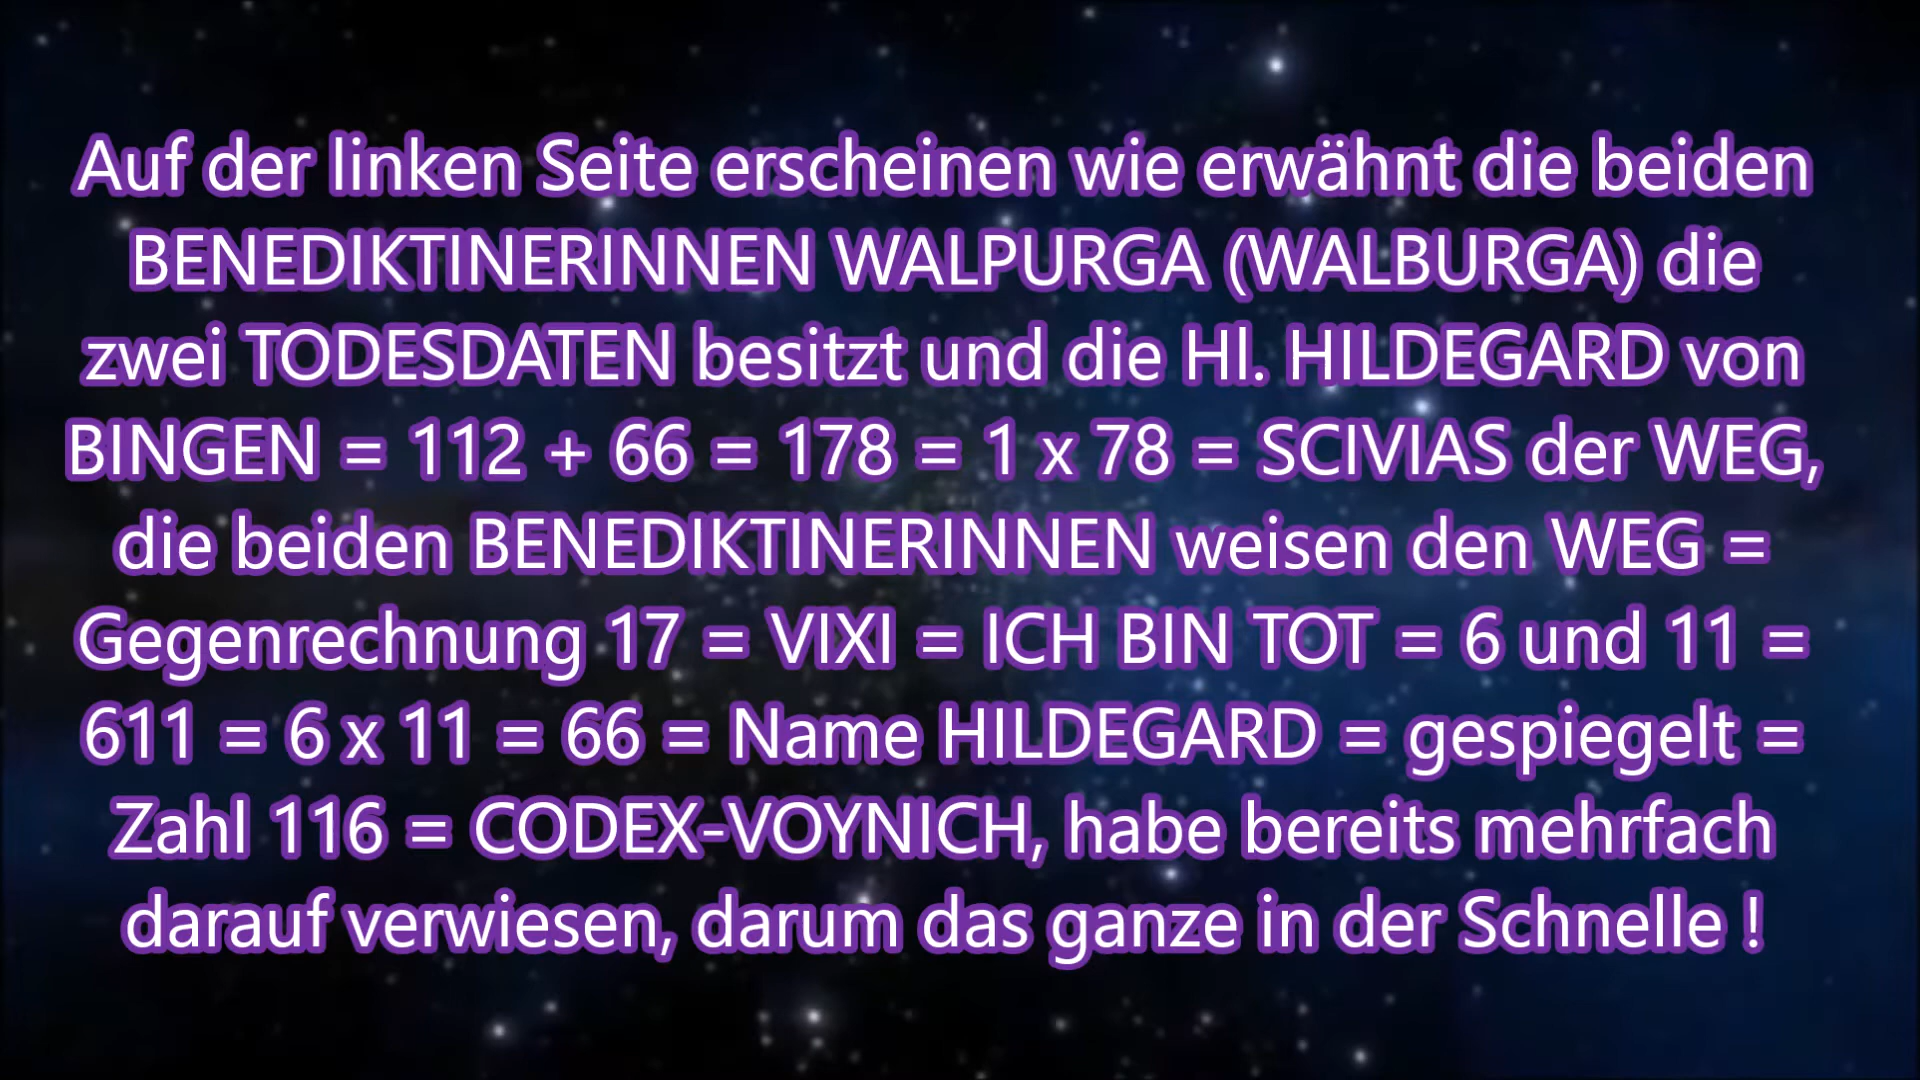 Auf der linken Seite erscheinen wie erwähnt die beiden
BENEDIKTINERINNEN WALPURGA (WALBURGA) die
zwei TODESDATEN besitzt und die Hl. HILDEGARD von
BINGEN = 112 + 66 = 178 = 1 x 78 = SCIVIAS der WEG,
die beiden BENEDIKTINERINNEN weisen den WEG =
Gegenrechnung 17 = VIXI = ICH BIN TOT = 6 und 11 =
611 = 6 x 11 = 66 = Name HILDEGARD = gespiegelt =
Zahl 116 = CODEX-VOYNICH, habe bereits mehrfach
darauf verwiesen, darum das ganze in der Schnelle !